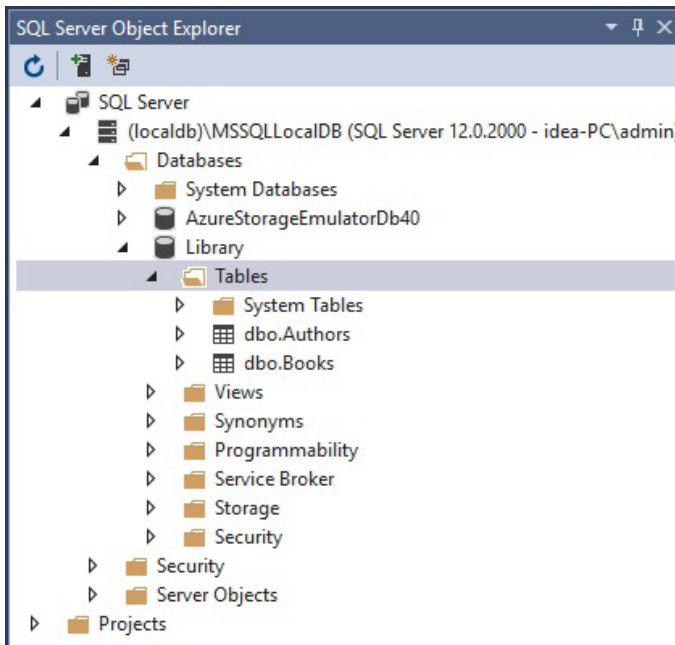 SQL Server Object Explorer
SQL Server
(localdb)\MSSQLLocalDB (SQL Server 12.0.2000 - idea-PC\admin)
Databases
System Databases
AzureStorageEmulatorDb40
Library
Tables
System Tables
dbo.Authors
dbo.Books
Views
Synonyms
Programmability
Service Broker
Storage
Security
Security
Server Objects
Projects